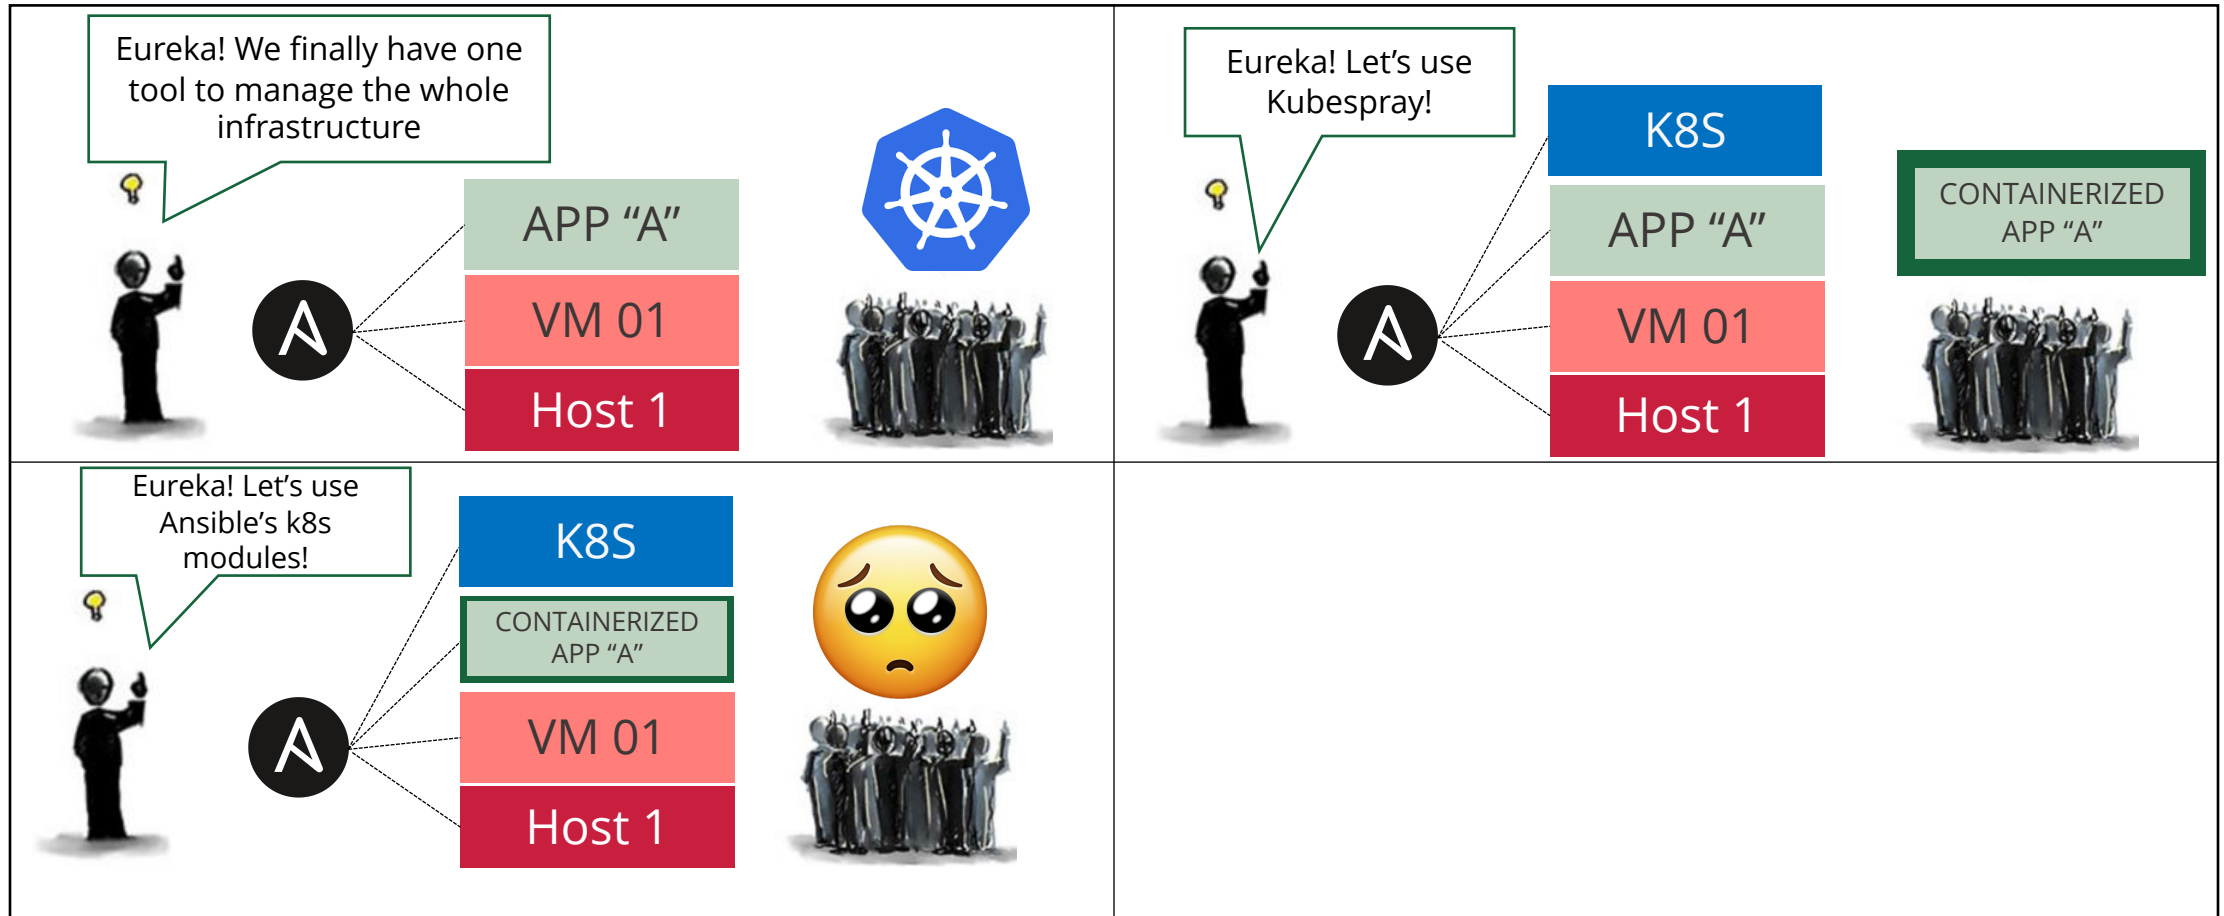 Eureka! We finally have one
tool to manage the whole
infrastructure
APP “A”
VM 01
Host 1
Eureka! Let’s use
Kubespray!
K8S
APP “A”
VM 01
Host 1
CONTAINERIZED
APP “A”
Eureka! Let’s use
Ansible’s k8s
modules!
K8S
CONTAINERIZED
APP “A”
VM 01
Host 1